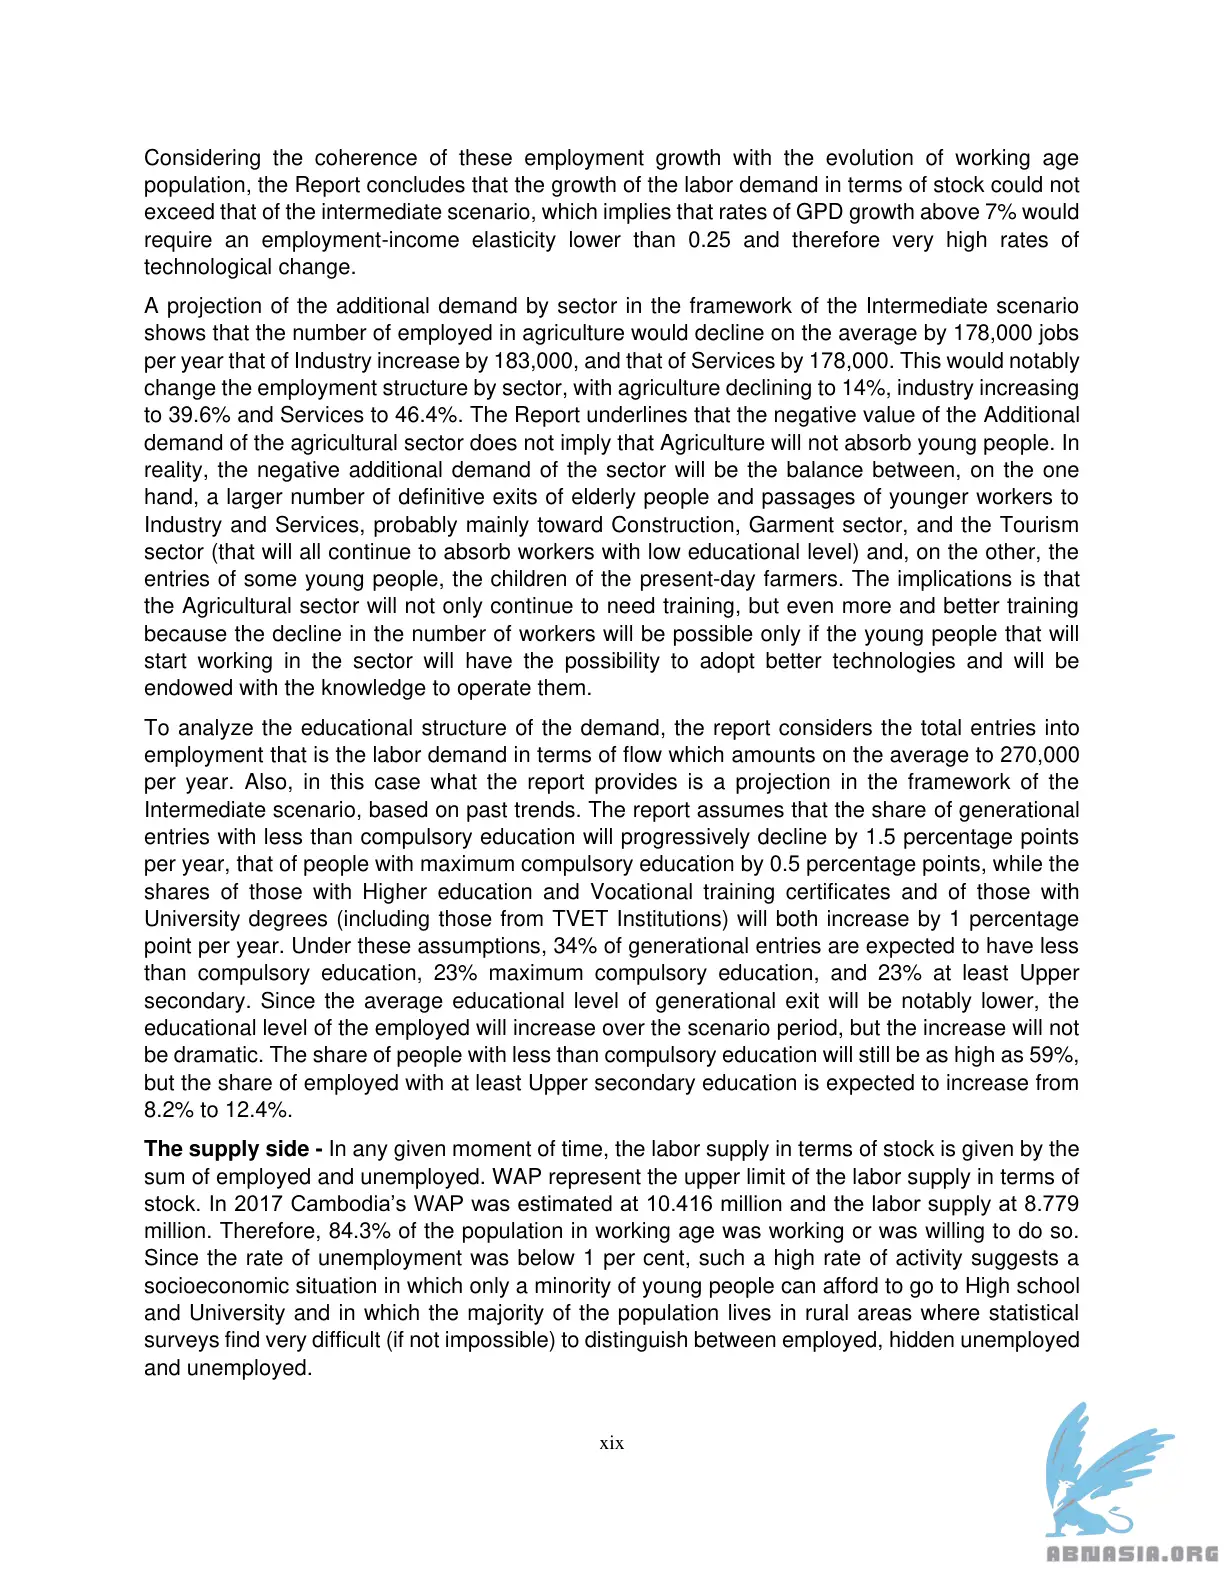 Considering the coherence of these employment growth with the evolution of working age
population, the Report concludes that the growth of the labor demand in terms of stock could not
exceed that of the intermediate scenario, which implies that rates of GPD growth above 7% would
require an employment-income elasticity lower than 0.25 and therefore very high rates of
technological change.
A projection of the additional demand by sector in the framework of the Intermediate scenario
shows that the number of employed in agriculture would decline on the average by 178,000 jobs
per year that of Industry increase by 183,000, and that of Services by 178,000. This would notably
change the employment structure by sector, with agriculture declining to 14%, industry increasing
to 39.6% and Services to 46.4%. The Report underlines that the negative value of the Additional
demand of the agricultural sector does not imply that Agriculture will not absorb young people. In
reality, the negative additional demand of the sector will be the balance between, on the one
hand, a larger number of definitive exits of elderly people and passages of younger workers to
Industry and Services, probably mainly toward Construction, Garment sector, and the Tourism
sector (that will all continue to absorb workers with low educational level) and, on the other, the
entries of some young people, the children of the present-day farmers. The implications is that
the Agricultural sector will not only continue to need training, but even more and better training
because the decline in the number of workers will be possible only if the young people that will
start working in the sector will have the possibility to adopt better technologies and will be
endowed with the knowledge to operate them.
To analyze the educational structure of the demand, the report considers the total entries into
employment that is the labor demand in terms of flow which amounts on the average to 270,000
per year. Also, in this case what the report provides is a projection in the framework of the
Intermediate scenario, based on past trends. The report assumes that the share of generational
entries with less than compulsory education will progressively decline by 1.5 percentage points
per year, that of people with maximum compulsory education by 0.5 percentage points, while the
shares of those with Higher education and Vocational training certificates and of those with
University degrees (including those from TVET Institutions) will both increase by 1 percentage
point per year. Under these assumptions, 34% of generational entries are expected to have less
than compulsory education, 23% maximum compulsory education, and 23% at least Upper
secondary. Since the average educational level of generational exit will be notably lower, the
educational level of the employed will increase over the scenario period, but the increase will not
be dramatic. The share of people with less than compulsory education will still be as high as 59%,
but the share of employed with at least Upper secondary education is expected to increase from
8.2% to 12.4%.
The supply side - In any given moment of time, the labor supply in terms of stock is given by the
sum of employed and unemployed. WAP represent the upper limit of the labor supply in terms of
stock. In 2017 Cambodia's WAP was estimated at 10.416 million and the labor supply at 8.779
million. Therefore, 84.3% of the population in working age was working or was willing to do so.
Since the rate of unemployment was below 1 per cent, such a high rate of activity suggests a
socioeconomic situation in which only a minority of young people can afford to go to High school
and University and in which the majority of the population lives in rural areas where statistical
surveys find very difficult (if not impossible) to distinguish between employed, hidden unemployed
and unemployed.
xix
ABNASIA.ORG